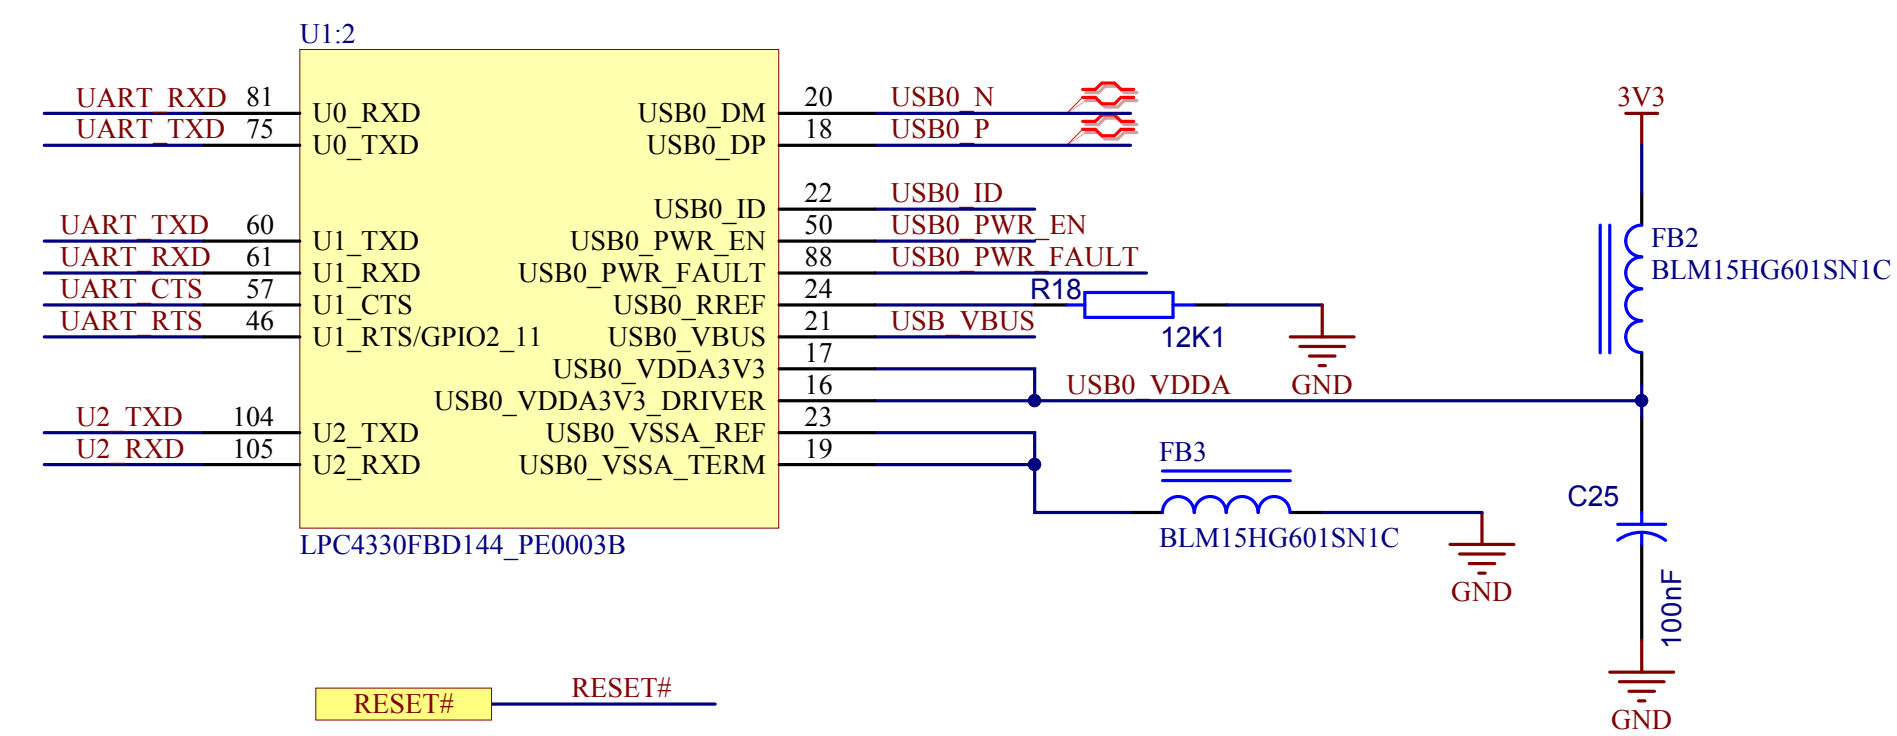 U1:2
UART_RXD 81 U0_RXD USB0_DM 20 USB0_N
UART_TXD 75 U0_TXD USB0_DP 18 USB0_P
3V3
USB0_ID 22 USB0_ID
UART_TXD 60 U1_TXD USB0_PWR_EN 50 USB0_PWR_EN
FB2
UART_RXD 61 U1_RXD USB0_PWR_FAULT 88 USB0_PWR_FAULT
BLM15HG601SN1C
UART_CTS 57 U1_CTS USB0_RREF 24 R18
UART_RTS 46 U1_RTS/GPIO2_11 USB0_VBUS 21 USB_VBUS 12K1
USB0_VDDA3V3 17
USB0_VDDA3V3_DRIVER 16 USB0_VDDA GND
U2_TXD 104 U2_TXD USB0_VSSA_REF 23
U2_RXD 105 U2_RXD USB0_VSSA_TERM 19 FB3
C25
BLM15HG601SN1C
LPC4330FBD144_PE0003B
GND
100nF
RESET# RESET#
GND